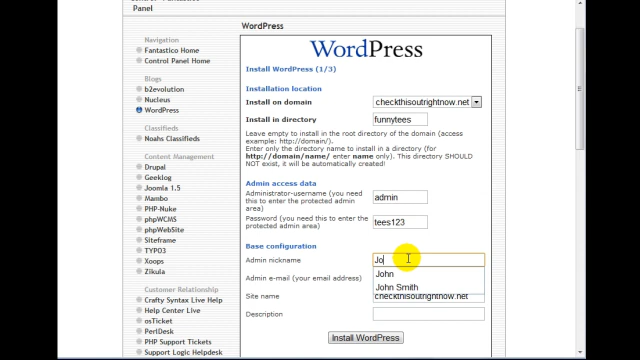 Panel
WordPress
Navigation
Fantastico Home
Control Panel Home
Blogs
b2evolution
Nucleus
WordPress
Classifieds
Noahs Classifieds
Content Management
Drupal
Geeklog
Joomla 1.5
Mambo
PHP-Nuke
phpWCMS
phpWebSite
Siteframe
TYPO3
Xoops
Zikula
Customer Relationship
Crafty Syntax Live Help
Help Center Live
osTicket
PerlDesk
PHP Support Tickets
Support Logic Helpdesk
WordPress
Install WordPress (1/3)
Installation location
Install on domain checkthisoutrightnow.net
Install in directory funnytees
Leave empty to install in the root directory of the domain (access
example: http://domain/).
Enter only the directory name to install in a directory (for
http://domain/name/ enter name only). This directory SHOULD
NOT exist, it will be automatically created!
Admin access data
Administrator-username (you need
this to enter the protected admin
area) admin
Password (you need this to enter the
protected admin area) tees123
Base configuration
Admin nickname Jo
John
Admin e-mail (your email address)
John Smith
Site name checkthisoutrightnow.net
Description
Install WordPress